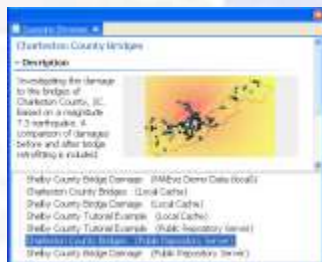 Scenario Browser
Charleston County Bridges
Description
Investigating the damage
to the bridges of
Charleston County, SC.
Based on a magnitude
7.3 earthquake. A
comparison of damages
before and after bridge
retrofitting is included.
Shelby County Bridge Damage (MAEviz Demo Data (local))
Charleston County Bridges (Local Cache)
Shelby County Bridge Damage (Local Cache)
Shelby County Tutorial Example (Local Cache)
Shelby County Tutorial Example (Public Repository Server)
Charleston County Bridges (Public Repository Server)
Shelby County Bridge Damage (Public Repository Server)